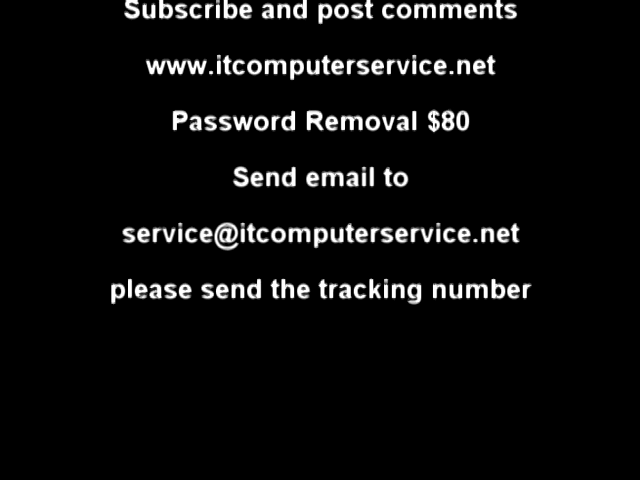 Subscribe and post comments
www.itcomputerservice.net
Password Removal $80
Send email to
service@itcomputerservice.net
please send the tracking number